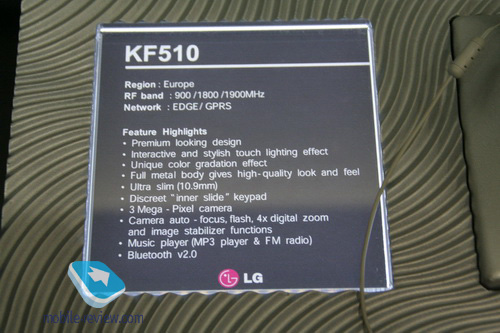 KF510
Region : Europe
RF band : 900 /1800 /1900MHz
Network : EDGE/ GPRS
Feature Highlights
• Premium looking design
• Interactive and stylish touch lighting effect
• Unique color gradation effect
• Full metal body gives high-quality look and feel
• Ultra slim (10.9mm)
• Discreet "inner slide" keypad
• 3 Mega - Pixel camera
• Camera auto - focus, flash, 4x digital zoom
and image stabilizer functions
• Music player (MP3 player & FM radio)
• Bluetooth v2.0
LG
mobile-review.com